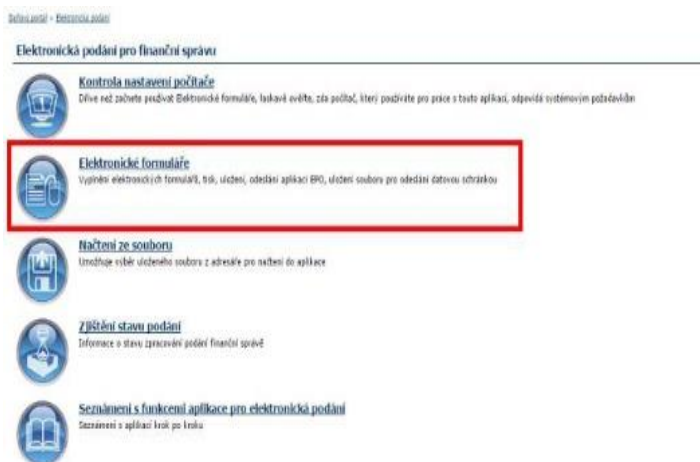 Daňový portál > Elektronická podání
Elektronická podání pro finanční správu
Kontrola nastavení počítače
Dříve než začnete používat Elektronické formuláře, laskavě ověřte, zda počítač, který používáte pro práce s touto aplikací, odpovídá systémovým požadavkům
Elektronické formuláře
Vyplnění elektronických formulářů, tisk, uložení, odeslání aplikací EPO, uložení souboru pro odeslání datovou schránkou
Načtení ze souboru
Umožňuje výběr uloženého souboru z adresáře pro načtení do aplikace
Zjištění stavu podání
Informace o stavu zpracování podání finanční správě
Seznámení s funkcemi aplikace pro elektronická podání
Seznámení s aplikací krok po kroku